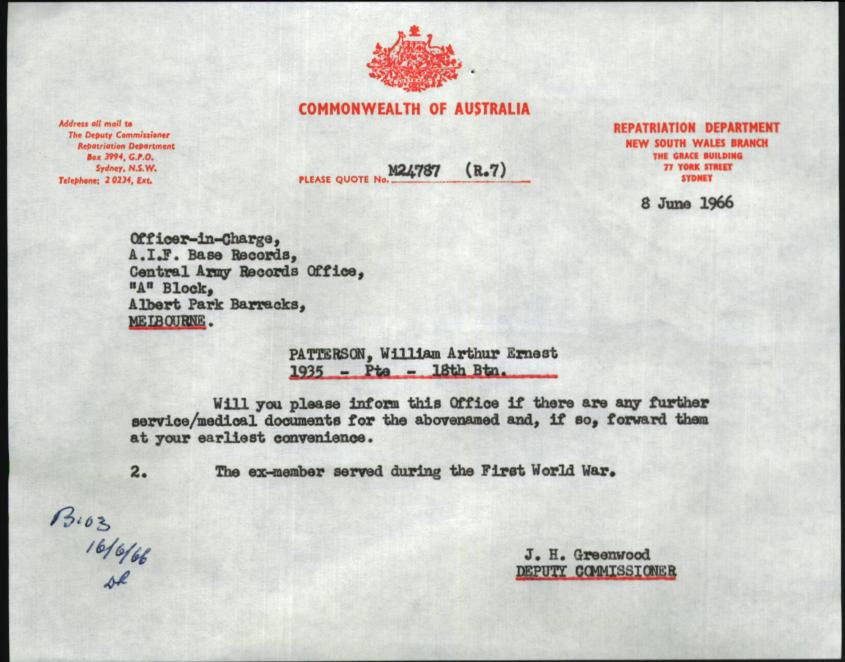 COMMONWEALTH OF AUSTRALIA
Address all mail to
The Deputy Commissioner
Repatriation Department
Box 3994, G.P.O.
Sydney, N.S.W.
Telephone: 2 0234, Ext.
PLEASE QUOTE No. M24787 (R.7)
REPATRIATION DEPARTMENT
NEW SOUTH WALES BRANCH
THE GRACE BUILDING
77 YORK STREET
SYDNEY
8 June 1966
Officer-in-Charge,
A.I.F. Base Records,
Central Army Records Office,
"A" Block,
Albert Park Barracks,
MELBOURNE.
PATTERSON, William Arthur Ernest
1935 - Pte - 18th Btn.
Will you please inform this Office if there are any further
service/medical documents for the abovenamed and, if so, forward them
at your earliest convenience.
2. The ex-member served during the First World War.
B103
16/6/66
J. H. Greenwood
DEPUTY COMMISSIONER